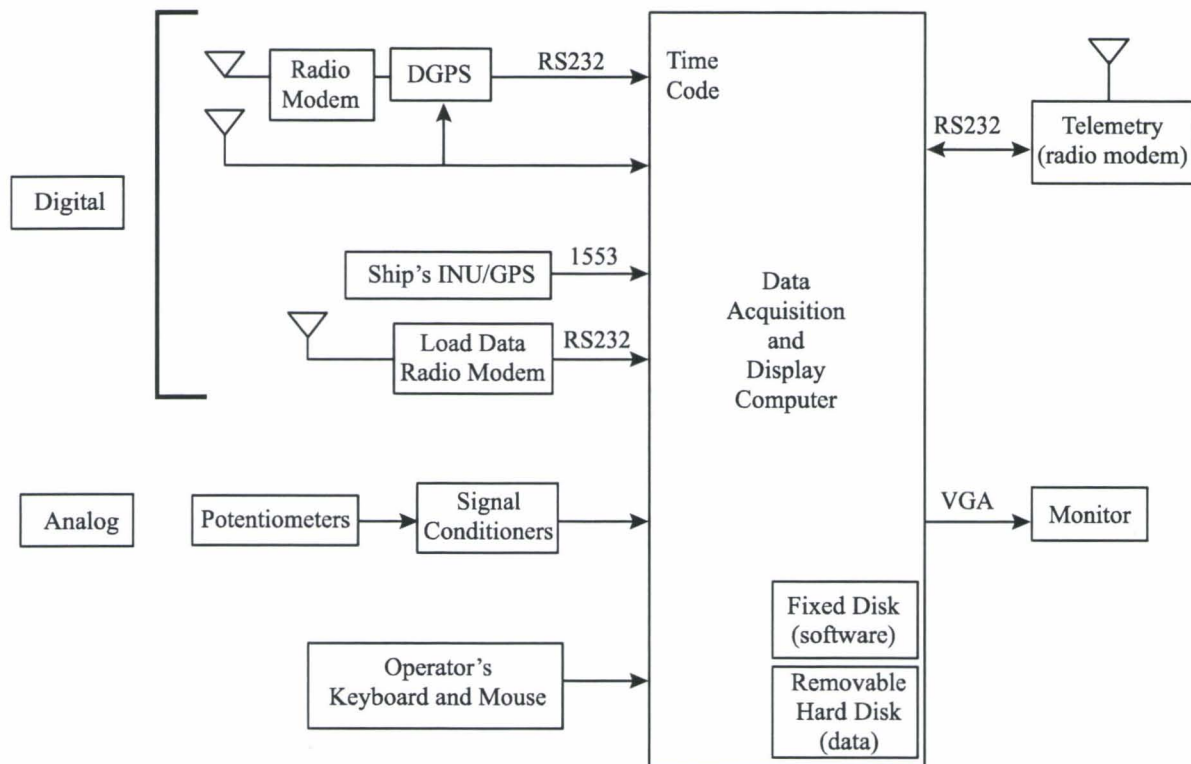 Radio
Modem
DGPS
RS232
Time
Code
RS232
Telemetry
(radio modem)
Digital
Ship's INU/GPS
1553
Load Data
Radio Modem
RS232
Data
Acquisition
and
Display
Computer
Analog
Potentiometers
Signal
Conditioners
VGA
Monitor
Fixed Disk
(software)
Operator's
Keyboard and Mouse
Removable
Hard Disk
(data)